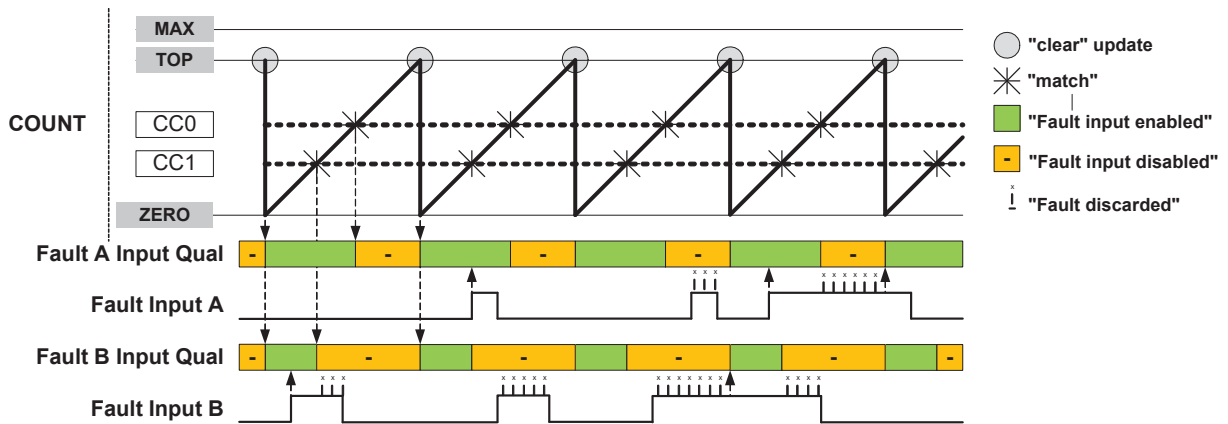 MAX
"clear" update
TOP
"match"
COUNT
CC0
"Fault input enabled"
CC1
- "Fault input disabled"
x
"Fault discarded"
ZERO
Fault A Input Qual
- - - - -
x x x x x x x x x
Fault Input A
Fault B Input Qual
- - - - - -
x x x x x x x x x x x x x x x x x x x
Fault Input B